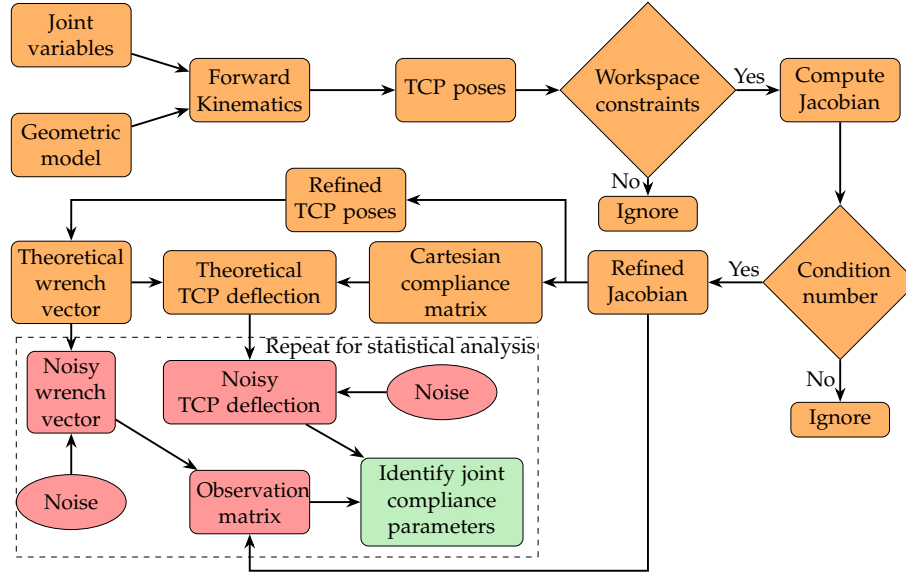 Joint
variables
Geometric
model
Forward
Kinematics
TCP poses
Workspace
constraints
Yes
Compute
Jacobian
No
Ignore
Refined
TCP poses
Theoretical
wrench
vector
Theoretical
TCP deflection
Cartesian
compliance
matrix
Refined
Jacobian
Yes
Condition
number
No
Ignore
Repeat for statistical analysis
Noisy
wrench
vector
Noisy
TCP deflection
Noise
Noise
Observation
matrix
Identify joint
compliance
parameters